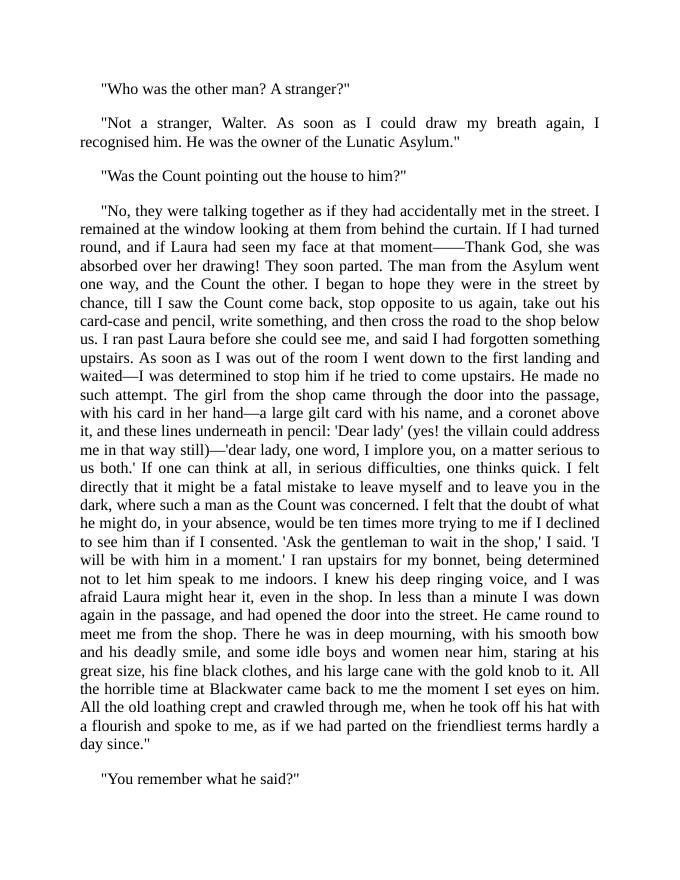 "Who was the other man? A stranger?"
"Not a stranger, Walter. As soon as I could draw my breath again, I
recognised him. He was the owner of the Lunatic Asylum."
"Was the Count pointing out the house to him?"
"No, they were talking together as if they had accidentally met in the street. I
remained at the window looking at them from behind the curtain. If I had turned
round, and if Laura had seen my face at that moment——Thank God, she was
absorbed over her drawing! They soon parted. The man from the Asylum went
one way, and the Count the other. I began to hope they were in the street by
chance, till I saw the Count come back, stop opposite to us again, take out his
card-case and pencil, write something, and then cross the road to the shop below
us. I ran past Laura before she could see me, and said I had forgotten something
upstairs. As soon as I was out of the room I went down to the first landing and
waited—I was determined to stop him if he tried to come upstairs. He made no
such attempt. The girl from the shop came through the door into the passage,
with his card in her hand—a large gilt card with his name, and a coronet above
it, and these lines underneath in pencil: 'Dear lady' (yes! the villain could address
me in that way still)—'dear lady, one word, I implore you, on a matter serious to
us both.' If one can think at all, in serious difficulties, one thinks quick. I felt
directly that it might be a fatal mistake to leave myself and to leave you in the
dark, where such a man as the Count was concerned. I felt that the doubt of what
he might do, in your absence, would be ten times more trying to me if I declined
to see him than if I consented. 'Ask the gentleman to wait in the shop,' I said. 'I
will be with him in a moment.' I ran upstairs for my bonnet, being determined
not to let him speak to me indoors. I knew his deep ringing voice, and I was
afraid Laura might hear it, even in the shop. In less than a minute I was down
again in the passage, and had opened the door into the street. He came round to
meet me from the shop. There he was in deep mourning, with his smooth bow
and his deadly smile, and some idle boys and women near him, staring at his
great size, his fine black clothes, and his large cane with the gold knob to it. All
the horrible time at Blackwater came back to me the moment I set eyes on him.
All the old loathing crept and crawled through me, when he took off his hat with
a flourish and spoke to me, as if we had parted on the friendliest terms hardly a
day since."
"You remember what he said?"